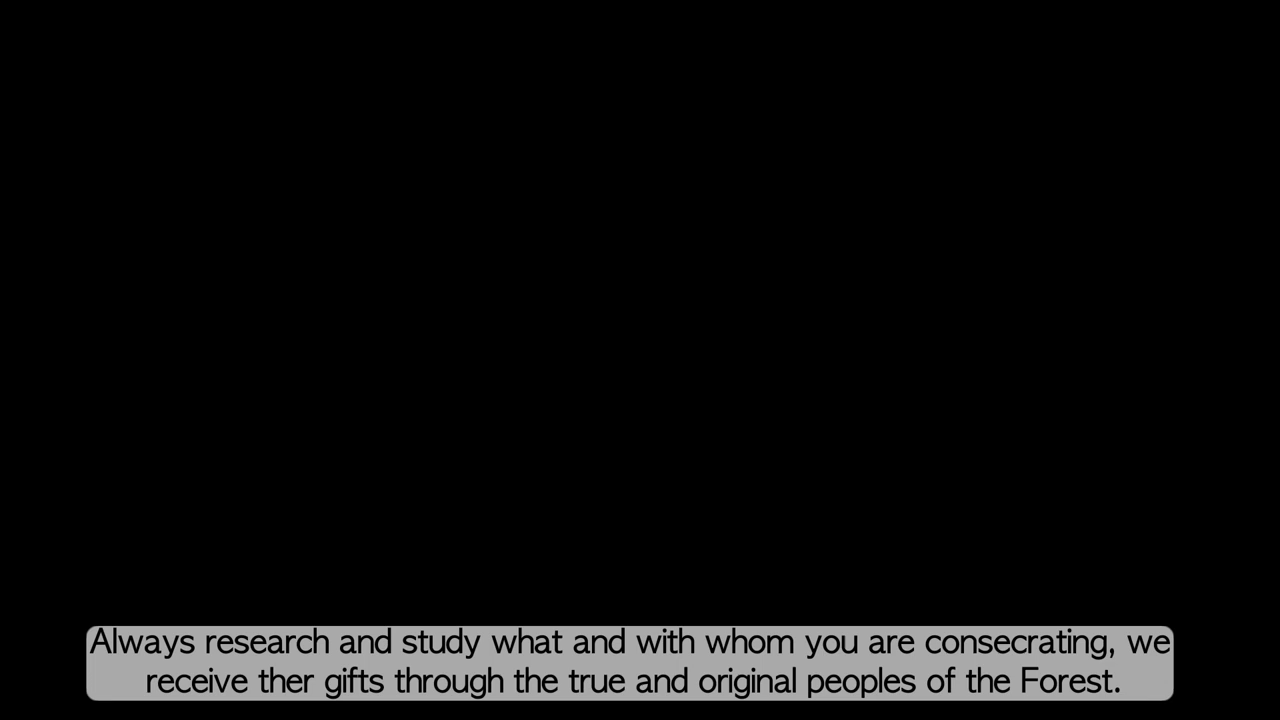 Always research and study what and with whom you are consecrating, we
receive ther gifts through the true and original peoples of the Forest.